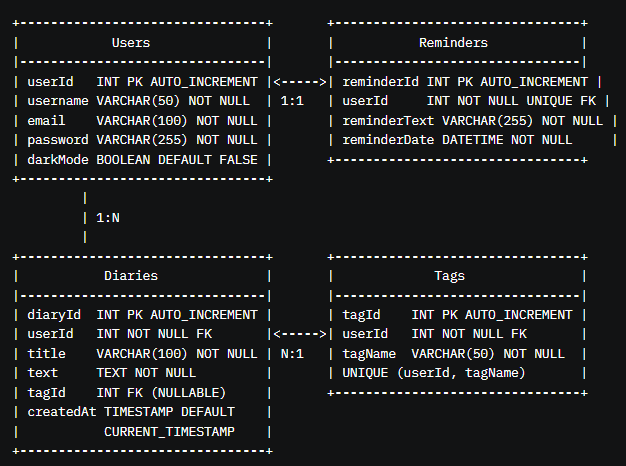 +--------------------------------+       +--------------------------------+
|            Users               |       |           Reminders            |
|--------------------------------|       |--------------------------------|
| userId   INT PK AUTO_INCREMENT |<----->| reminderId INT PK AUTO_INCREMENT |
| username VARCHAR(50) NOT NULL  | 1:1   | userId     INT NOT NULL UNIQUE FK |
| email    VARCHAR(100) NOT NULL |       | reminderText VARCHAR(255) NOT NULL |
| password VARCHAR(255) NOT NULL |       | reminderDate DATETIME NOT NULL     |
| darkMode BOOLEAN DEFAULT FALSE |       +--------------------------------+
+--------------------------------+
         |
         | 1:N
         |
+--------------------------------+       +--------------------------------+
|           Diaries              |       |             Tags               |
|--------------------------------|       |--------------------------------|
| diaryId  INT PK AUTO_INCREMENT |       | tagId    INT PK AUTO_INCREMENT |
| userId   INT NOT NULL FK       |<----->| userId   INT NOT NULL FK       |
| title    VARCHAR(100) NOT NULL | N:1   | tagName  VARCHAR(50) NOT NULL  |
| text     TEXT NOT NULL         |       | UNIQUE (userId, tagName)       |
| tagId    INT FK (NULLABLE)     |       +--------------------------------+
| createdAt TIMESTAMP DEFAULT    |
|           CURRENT_TIMESTAMP    |
+--------------------------------+